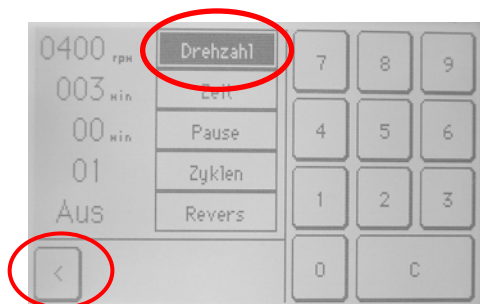 0400 rpm Drehzahl 7 8 9
003 min Zeit
00 min Pause 4 5 6
01 Zyklen 1 2 3
Aus Revers
< 0 C